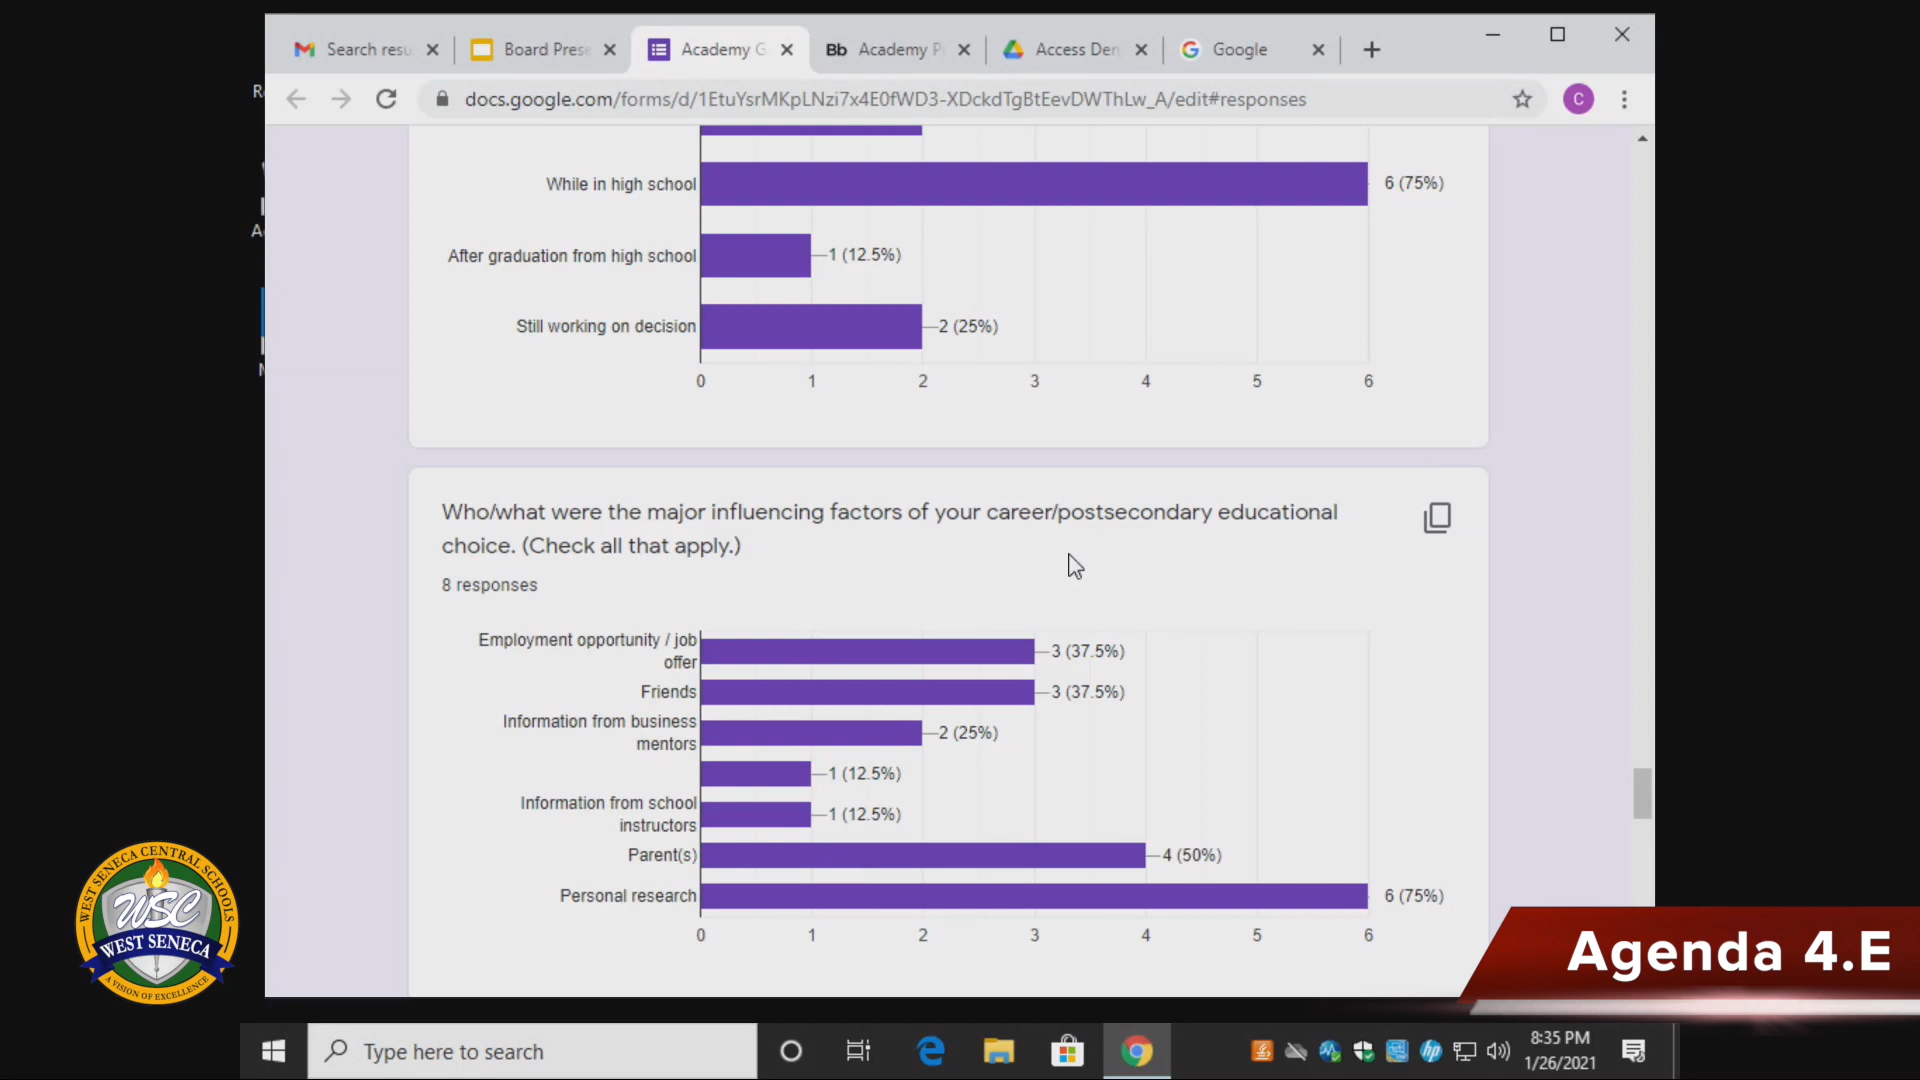 Search resu
Board Prese
Academy G
Bb Academy P
Access Den
Google
docs.google.com/forms/d/1EtuYsrMKpLNzi7x4E0fWD3-XDckdTgBtEevDWThLw_A/edit#responses
C
While in high school
6 (75%)
After graduation from high school
1 (12.5%)
Still working on decision
2 (25%)
0 1 2 3 4 5 6
Who/what were the major influencing factors of your career/postsecondary educational
choice. (Check all that apply.)
8 responses
Employment opportunity / job
offer
3 (37.5%)
Friends
3 (37.5%)
Information from business
mentors
2 (25%)
1 (12.5%)
Information from school
instructors
1 (12.5%)
Parent(s)
4 (50%)
Personal research
6 (75%)
0 1 2 3 4 5 6
WEST SENECA CENTRAL SCHOOLS
WSC
WEST SENECA
A VISION OF EXCELLENCE
Agenda 4.E
Type here to search
hp
8:35 PM
1/26/2021